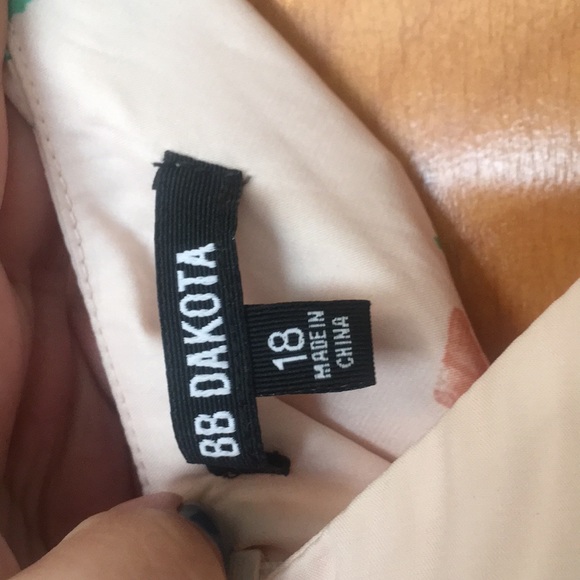 BB DAKOTA
18
MADE IN
CHINA